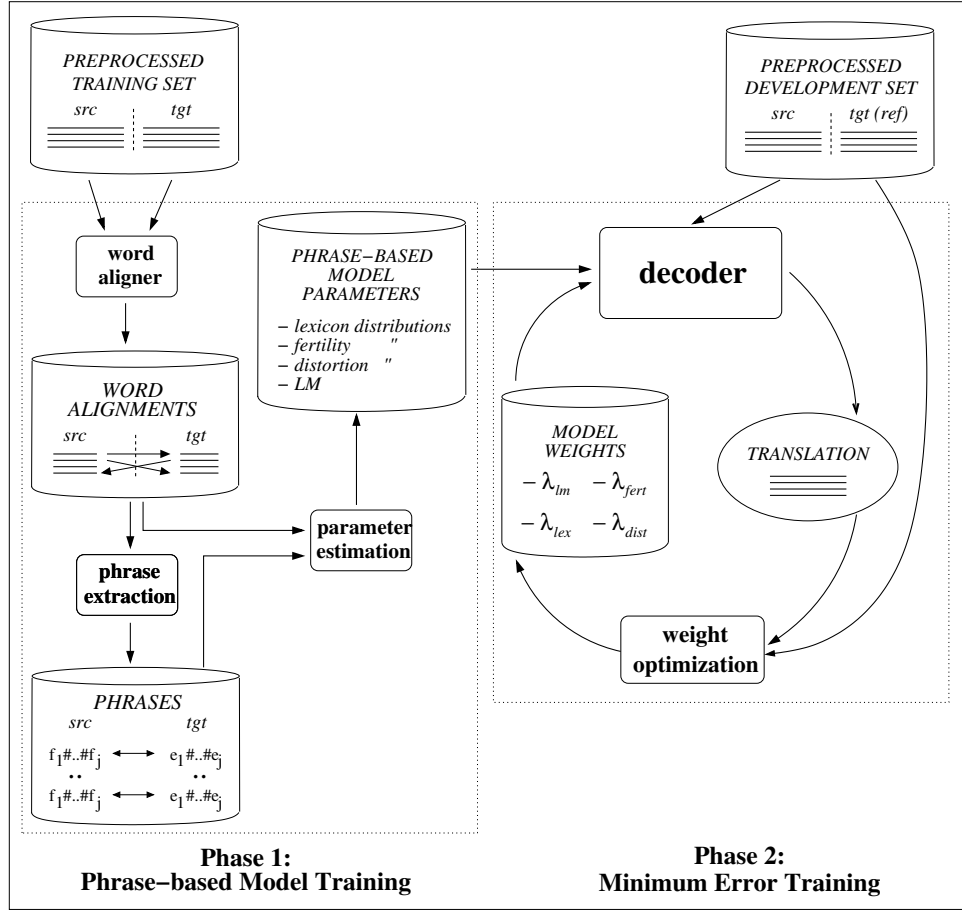 PREPROCESSED
TRAINING SET
src tgt
word
aligner
WORD
ALIGNMENTS
src tgt
phrase
extraction
PHRASES
src tgt
f1#..#fj e1#..#ej
.. ..
f1#..#fj e1#..#ej
parameter
estimation
PHRASE−BASED
MODEL
PARAMETERS
− lexicon distributions
− fertility "
− distortion "
− LM
Phase 1:
Phrase−based Model Training
PREPROCESSED
DEVELOPMENT SET
src tgt (ref)
decoder
MODEL
WEIGHTS
− λlm − λfert
− λlex − λdist
TRANSLATION
weight
optimization
Phase 2:
Minimum Error Training